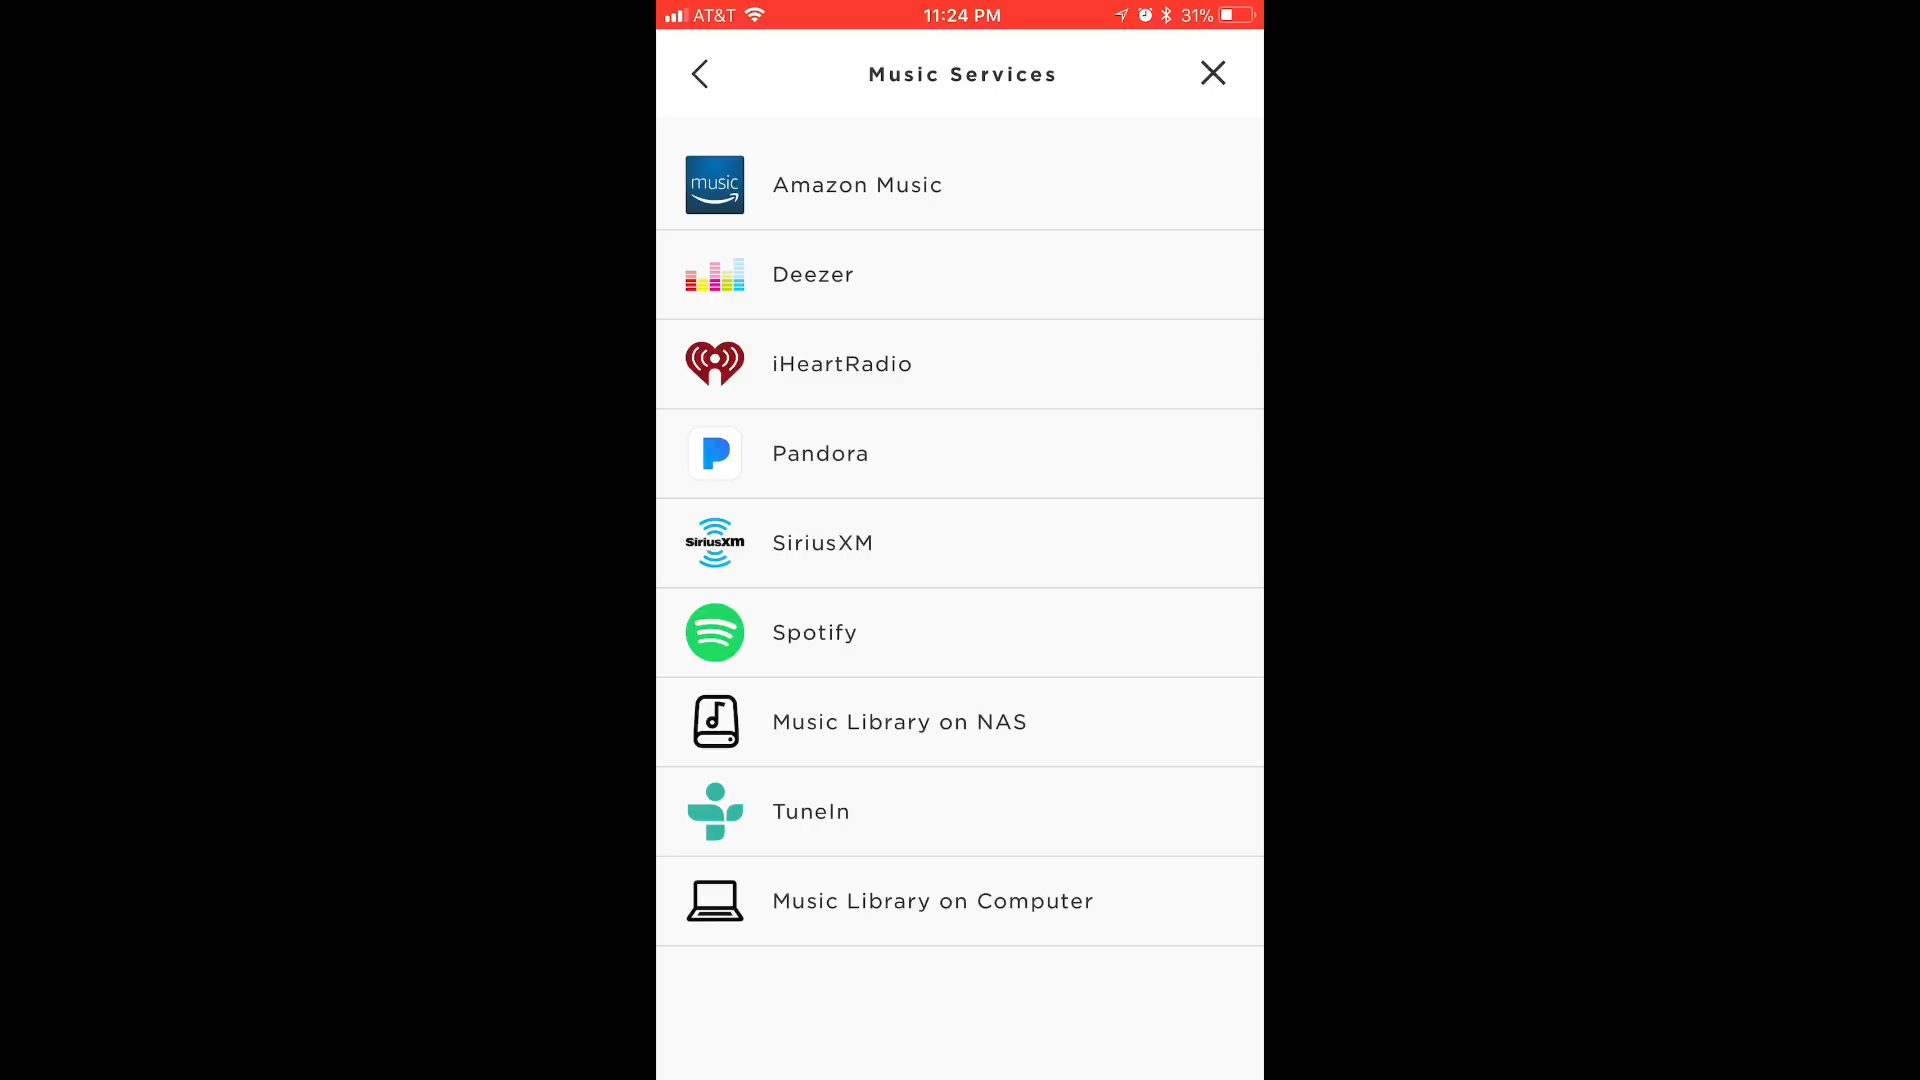 AT&T 11:24 PM 31%
Music Services
music Amazon Music
Deezer
iHeartRadio
Pandora
SiriusXM SiriusXM
Spotify
Music Library on NAS
TuneIn
Music Library on Computer